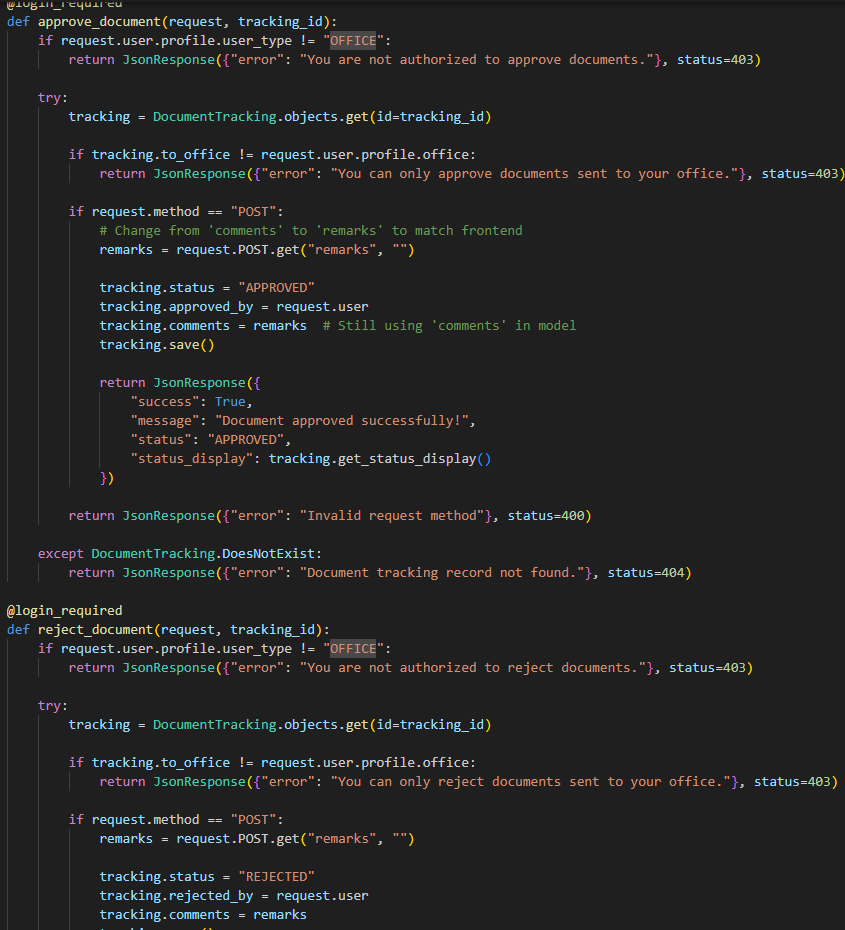 @login_required
def approve_document(request, tracking_id):
    if request.user.profile.user_type != "OFFICE":
        return JsonResponse({"error": "You are not authorized to approve documents."}, status=403)

    try:
        tracking = DocumentTracking.objects.get(id=tracking_id)

        if tracking.to_office != request.user.profile.office:
            return JsonResponse({"error": "You can only approve documents sent to your office."}, status=403)

        if request.method == "POST":
            # Change from 'comments' to 'remarks' to match frontend
            remarks = request.POST.get("remarks", "")

            tracking.status = "APPROVED"
            tracking.approved_by = request.user
            tracking.comments = remarks  # Still using 'comments' in model
            tracking.save()

            return JsonResponse({
                "success": True,
                "message": "Document approved successfully!",
                "status": "APPROVED",
                "status_display": tracking.get_status_display()
            })

        return JsonResponse({"error": "Invalid request method"}, status=400)

    except DocumentTracking.DoesNotExist:
        return JsonResponse({"error": "Document tracking record not found."}, status=404)

@login_required
def reject_document(request, tracking_id):
    if request.user.profile.user_type != "OFFICE":
        return JsonResponse({"error": "You are not authorized to reject documents."}, status=403)

    try:
        tracking = DocumentTracking.objects.get(id=tracking_id)

        if tracking.to_office != request.user.profile.office:
            return JsonResponse({"error": "You can only reject documents sent to your office."}, status=403)

        if request.method == "POST":
            remarks = request.POST.get("remarks", "")

            tracking.status = "REJECTED"
            tracking.rejected_by = request.user
            tracking.comments = remarks